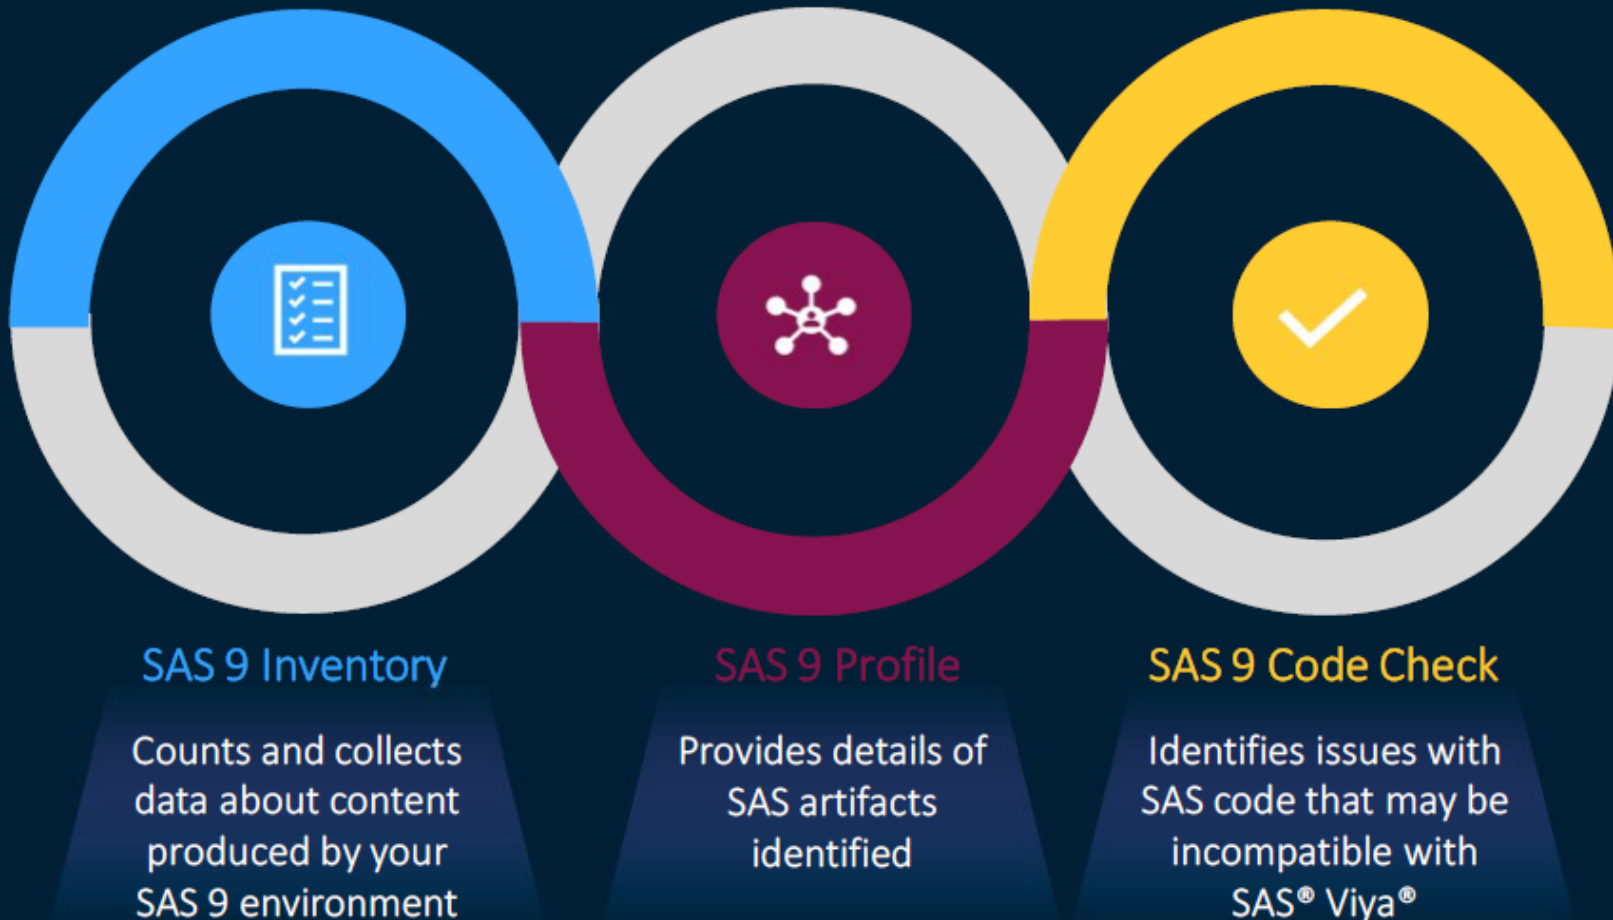 SAS 9 Inventory
Counts and collects
data about content
produced by your
SAS 9 environment
SAS 9 Profile
Provides details of
SAS artifacts
identified
SAS 9 Code Check
Identifies issues with
SAS code that may be
incompatible with
SAS® Viya®